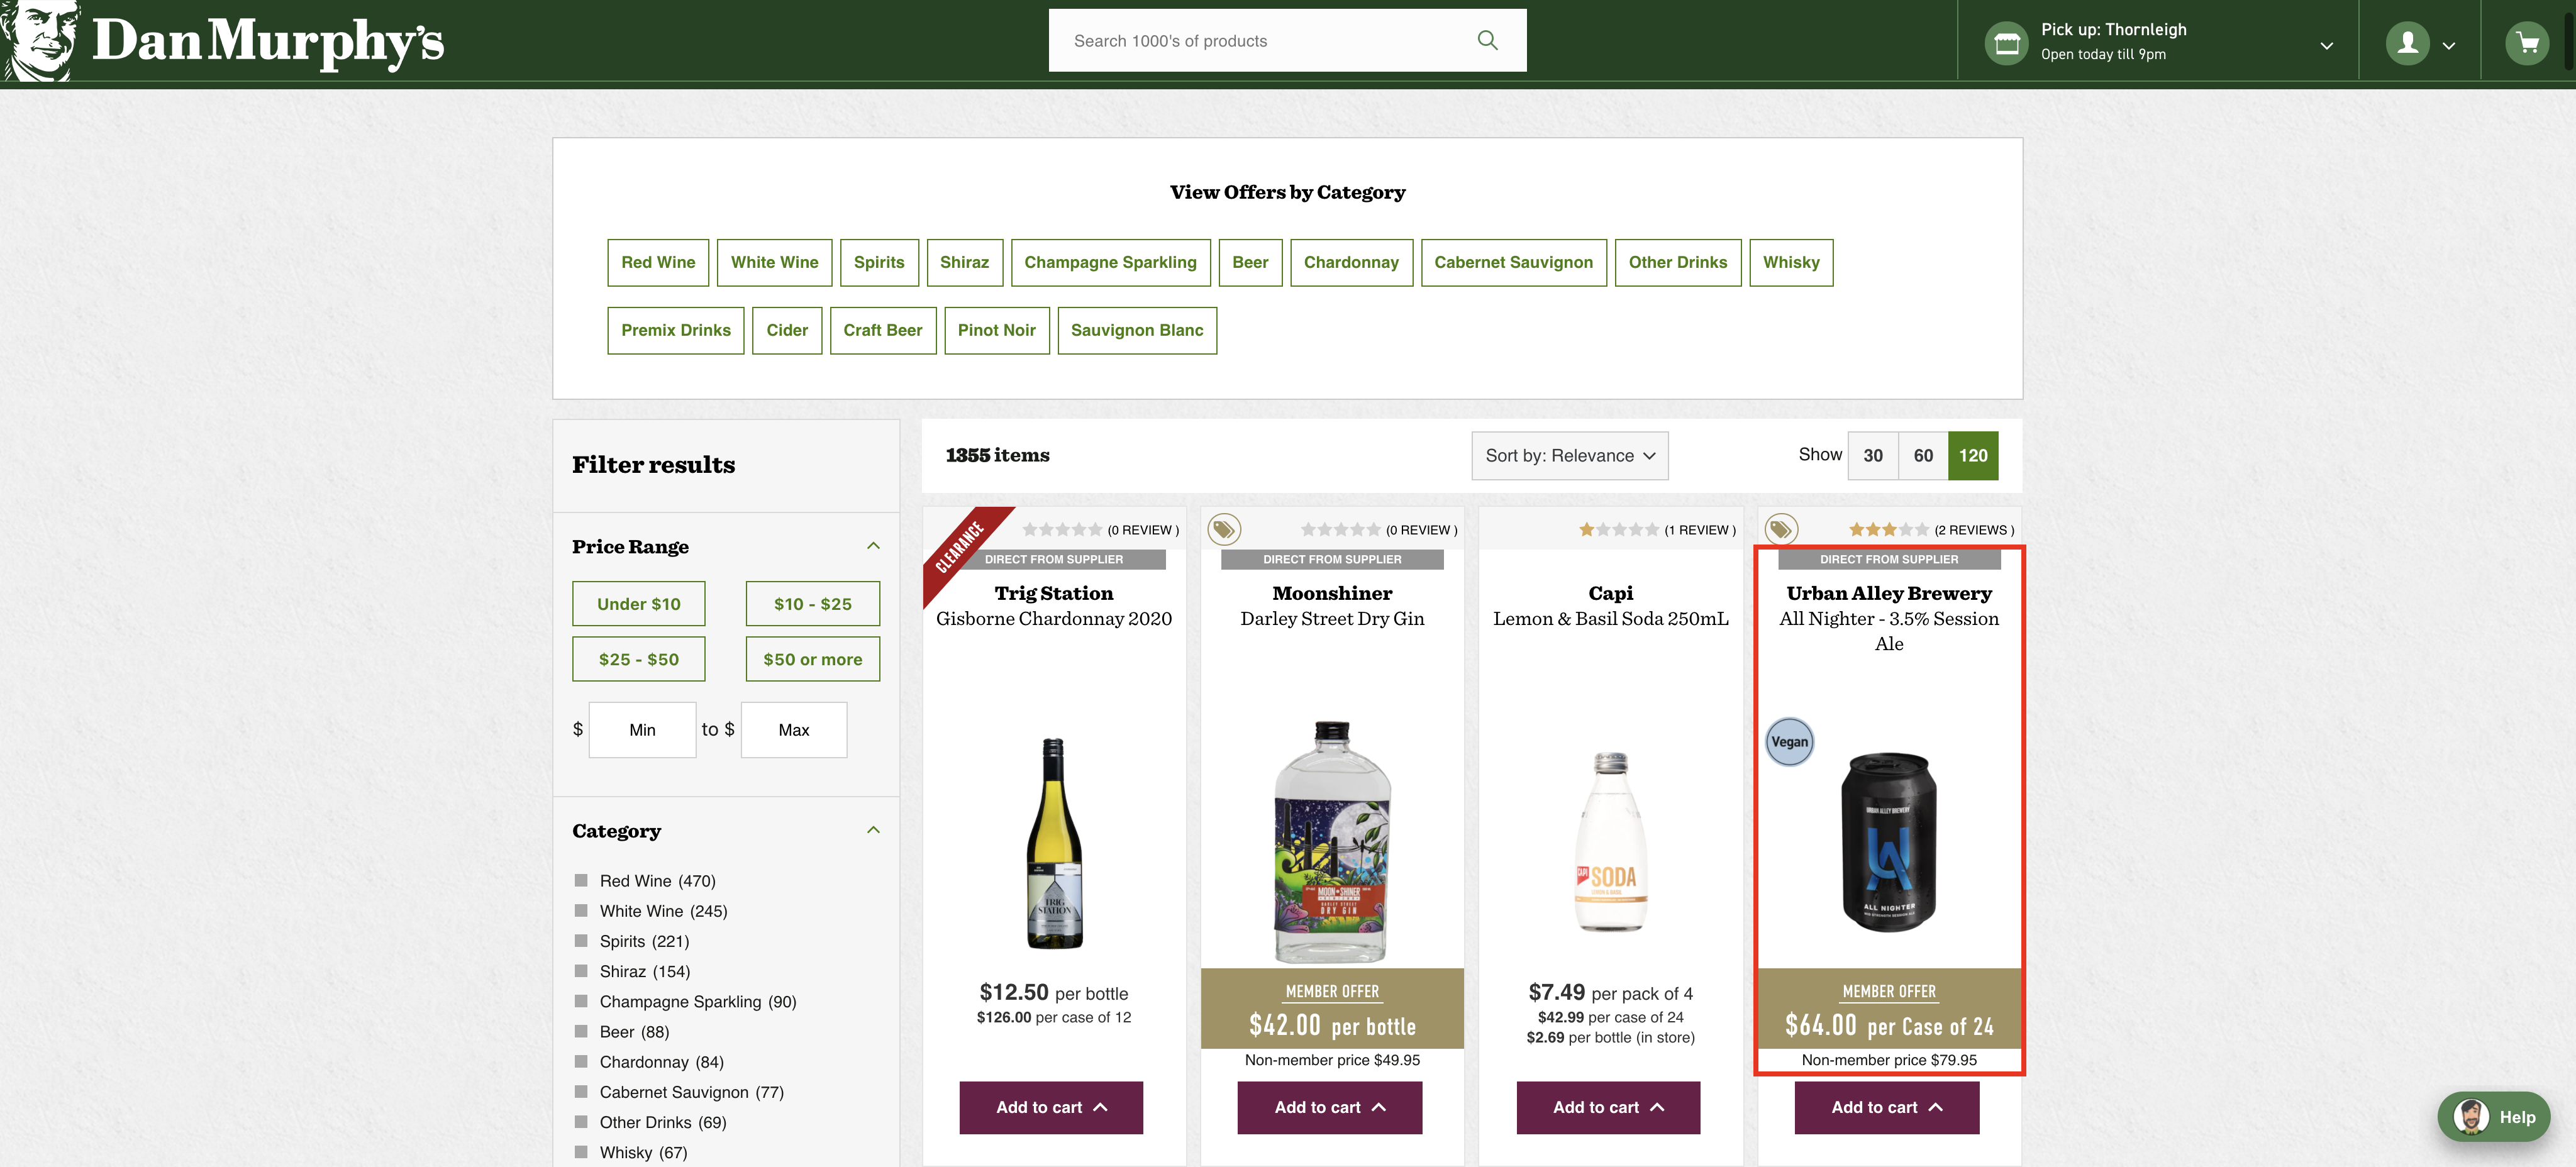 Dan Murphy's
Search 1000's of products
Pick up: Thornleigh
Open today till 9pm
View Offers by Category
Red Wine
White Wine
Spirits
Shiraz
Champagne Sparkling
Beer
Chardonnay
Cabernet Sauvignon
Other Drinks
Whisky
Premix Drinks
Cider
Craft Beer
Pinot Noir
Sauvignon Blanc
Filter results
Price Range
Under $10
$10 - $25
$25 - $50
$50 or more
$ Min to $ Max
Category
Red Wine (470)
White Wine (245)
Spirits (221)
Shiraz (154)
Champagne Sparkling (90)
Beer (88)
Chardonnay (84)
Cabernet Sauvignon (77)
Other Drinks (69)
Whisky (67)
1355 items
Sort by: Relevance
Show 30 60 120
CLEARANCE
(0 REVIEW )
DIRECT FROM SUPPLIER
Trig Station
Gisborne Chardonnay 2020
TRIG
STATION
$12.50 per bottle
$126.00 per case of 12
Add to cart
(0 REVIEW )
DIRECT FROM SUPPLIER
Moonshiner
Darley Street Dry Gin
MOON SHINER
DARLEY STREET
DRY GIN
MEMBER OFFER
$42.00 per bottle
Non-member price $49.95
Add to cart
(1 REVIEW )
Capi
Lemon & Basil Soda 250mL
CAPI
SODA
LEMON & BASIL
$7.49 per pack of 4
$42.99 per case of 24
$2.69 per bottle (in store)
Add to cart
(2 REVIEWS )
DIRECT FROM SUPPLIER
Urban Alley Brewery
All Nighter - 3.5% Session
Ale
Vegan
URBAN ALLEY BREWERY
UA
ALL NIGHTER
MEMBER OFFER
$64.00 per Case of 24
Non-member price $79.95
Add to cart
Help